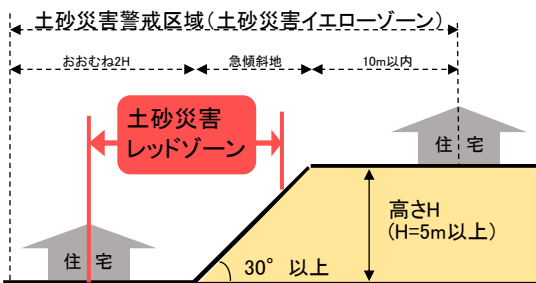 土砂災害警戒区域(土砂災害イエローゾーン)
おおむね2H
急傾斜地
10m以内
土砂災害
レッドゾーン
住 宅
高さH
(H=5m以上)
住 宅
30° 以上